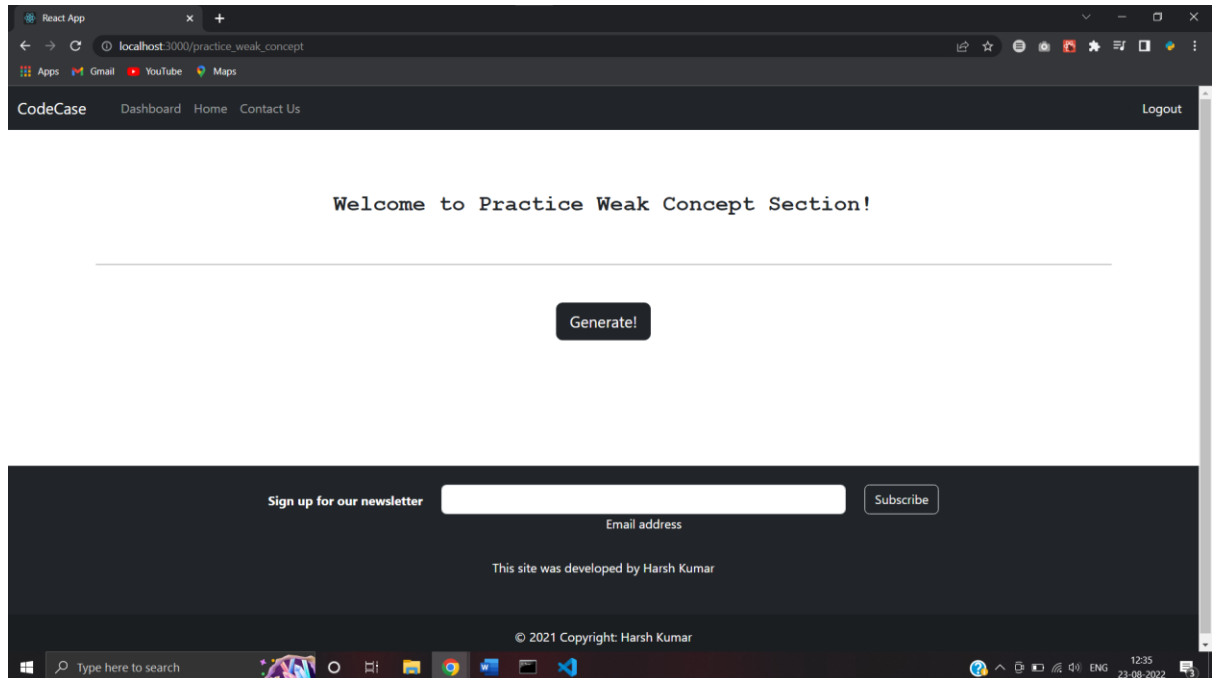 React App
localhost:3000/practice_weak_concept
Apps Gmail YouTube Maps
CodeCase Dashboard Home Contact Us Logout
Welcome to Practice Weak Concept Section!
Generate!
Sign up for our newsletter Subscribe
Email address
This site was developed by Harsh Kumar
© 2021 Copyright: Harsh Kumar
Type here to search ENG 12:35
23-08-2022 3